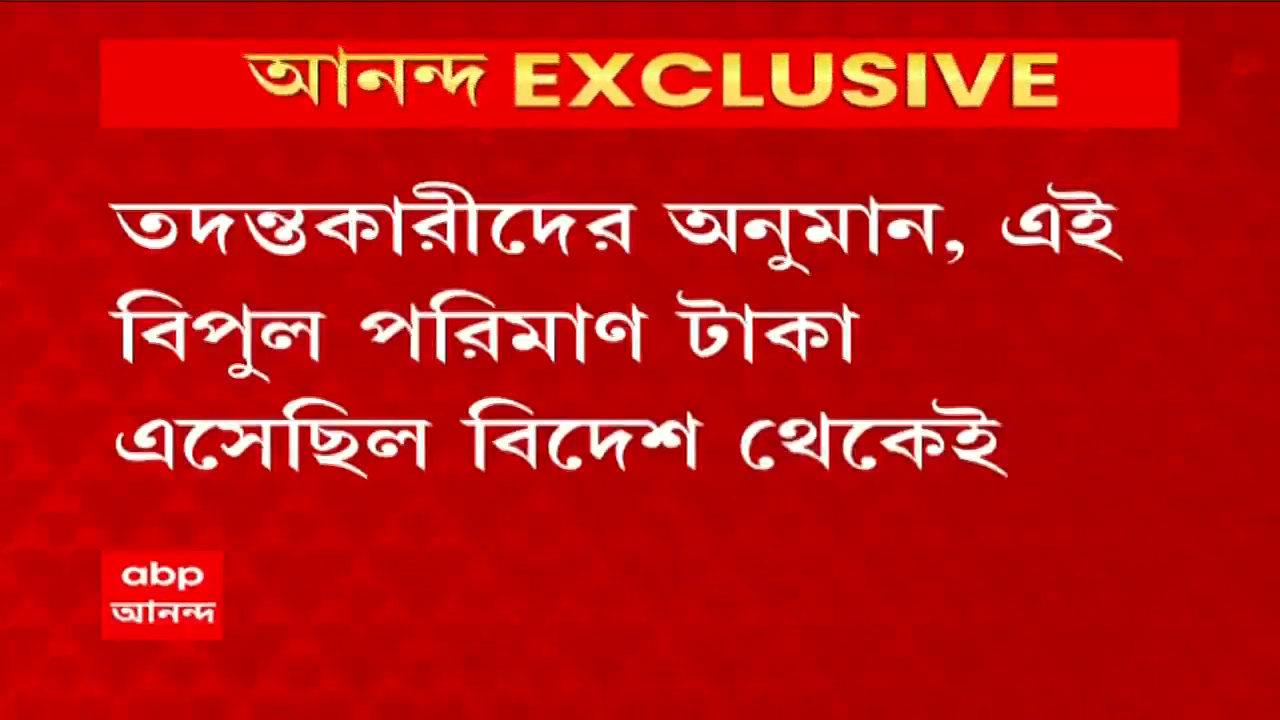 আনন্দ EXCLUSIVE
তদন্তকারীদের অনুমান, এই
বিপুল পরিমাণ টাকা
এসেছিল বিদেশ থেকেই
abp
আনন্দ